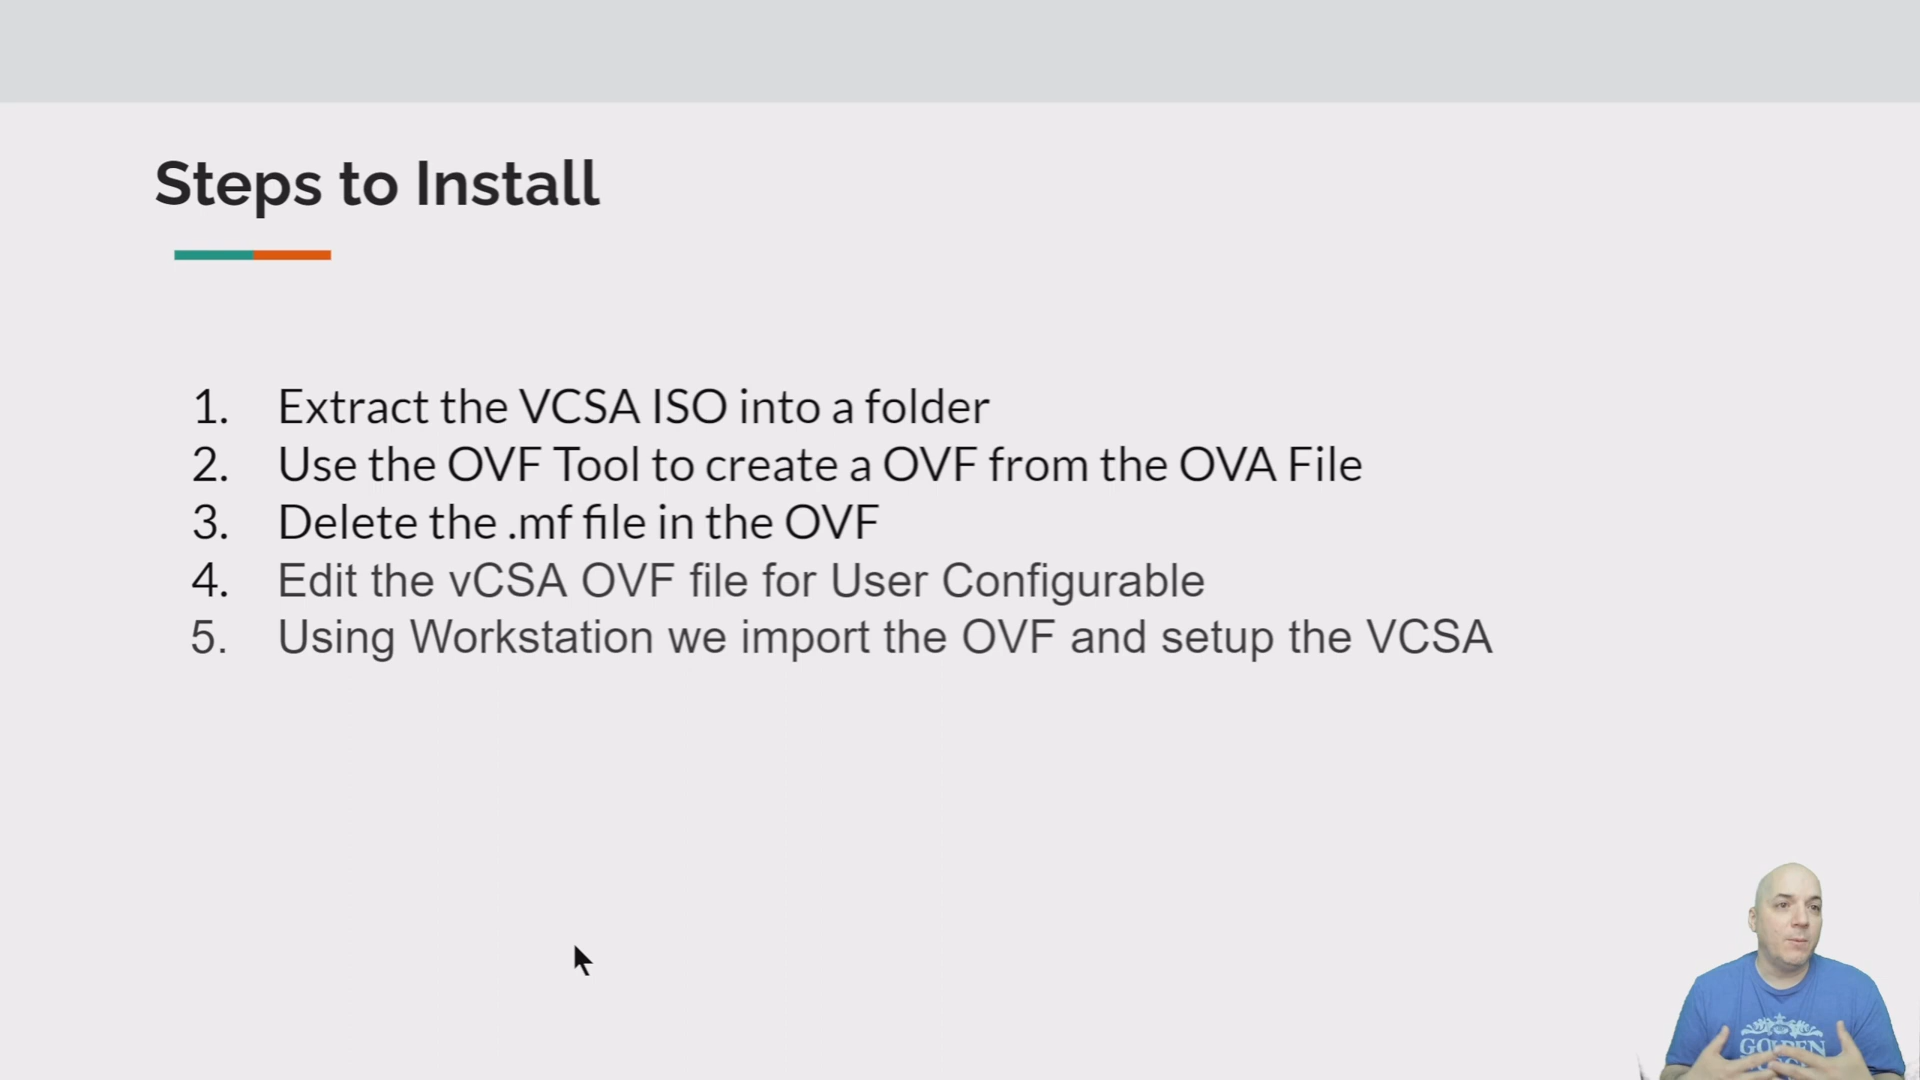 Steps to Install
1. Extract the VCSA ISO into a folder
2. Use the OVF Tool to create a OVF from the OVA File
3. Delete the .mf file in the OVF
4. Edit the vCSA OVF file for User Configurable
5. Using Workstation we import the OVF and setup the VCSA
GOLDEN